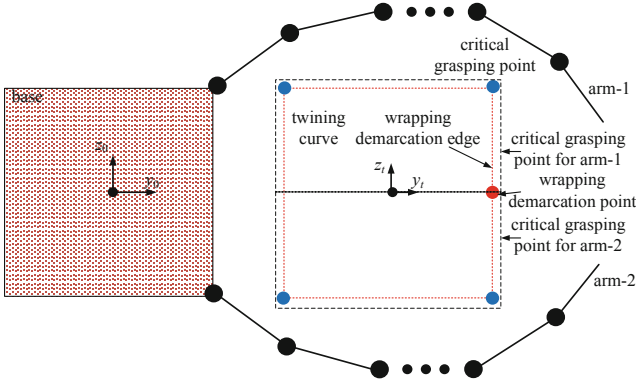 critical
grasping point
base
arm-1
twining
curve
wrapping
demarcation edge
critical grasping
point for arm-1
z0
y0
zt
yt
wrapping
demarcation point
critical grasping
point for arm-2
arm-2